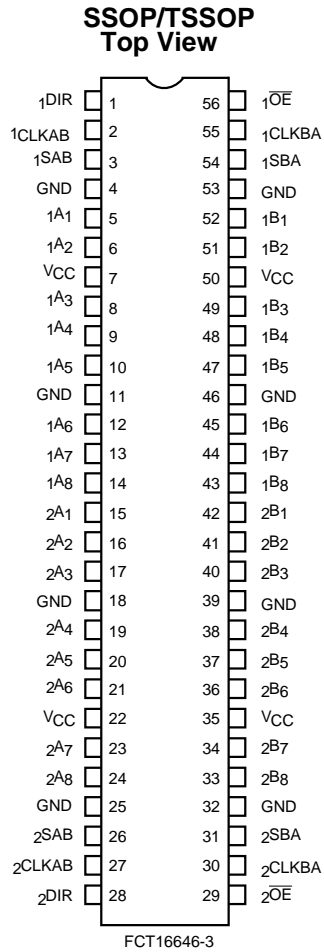 SSOP/TSSOP
Top View
1DIR 1 56 1O̅E̅
1CLKAB 2 55 1CLKBA
1SAB 3 54 1SBA
GND 4 53 GND
1A1 5 52 1B1
1A2 6 51 1B2
VCC 7 50 VCC
1A3 8 49 1B3
1A4 9 48 1B4
1A5 10 47 1B5
GND 11 46 GND
1A6 12 45 1B6
1A7 13 44 1B7
1A8 14 43 1B8
2A1 15 42 2B1
2A2 16 41 2B2
2A3 17 40 2B3
GND 18 39 GND
2A4 19 38 2B4
2A5 20 37 2B5
2A6 21 36 2B6
VCC 22 35 VCC
2A7 23 34 2B7
2A8 24 33 2B8
GND 25 32 GND
2SAB 26 31 2SBA
2CLKAB 27 30 2CLKBA
2DIR 28 29 2O̅E̅
FCT16646-3